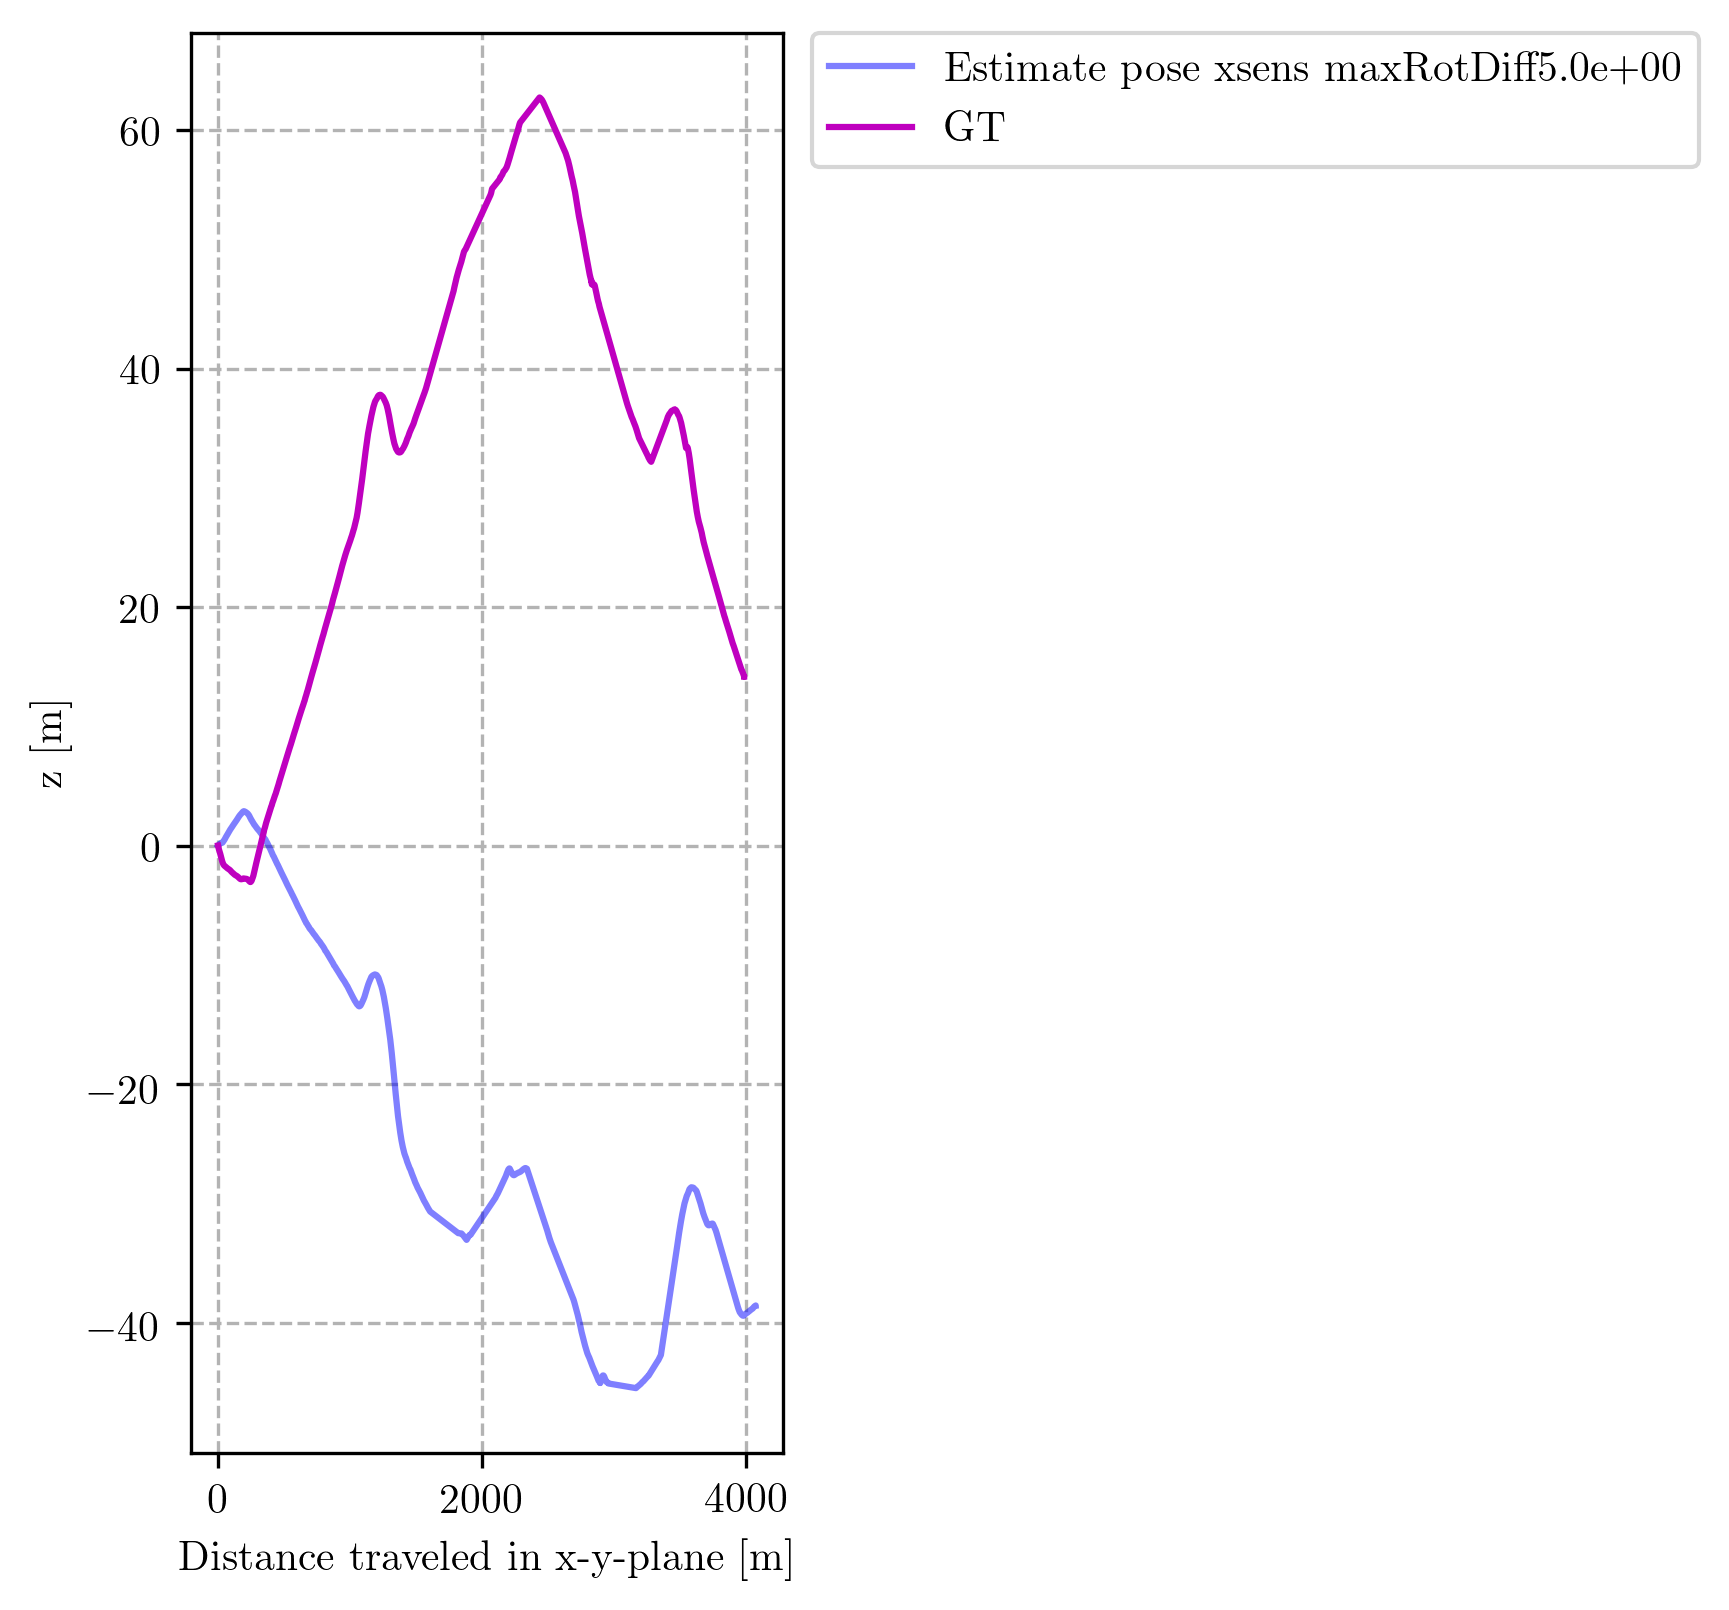 Estimate pose xsens maxRotDiff5.0e+00
GT
60
40
20
0
−20
−40
z [m]
0 2000 4000
Distance traveled in x-y-plane [m]